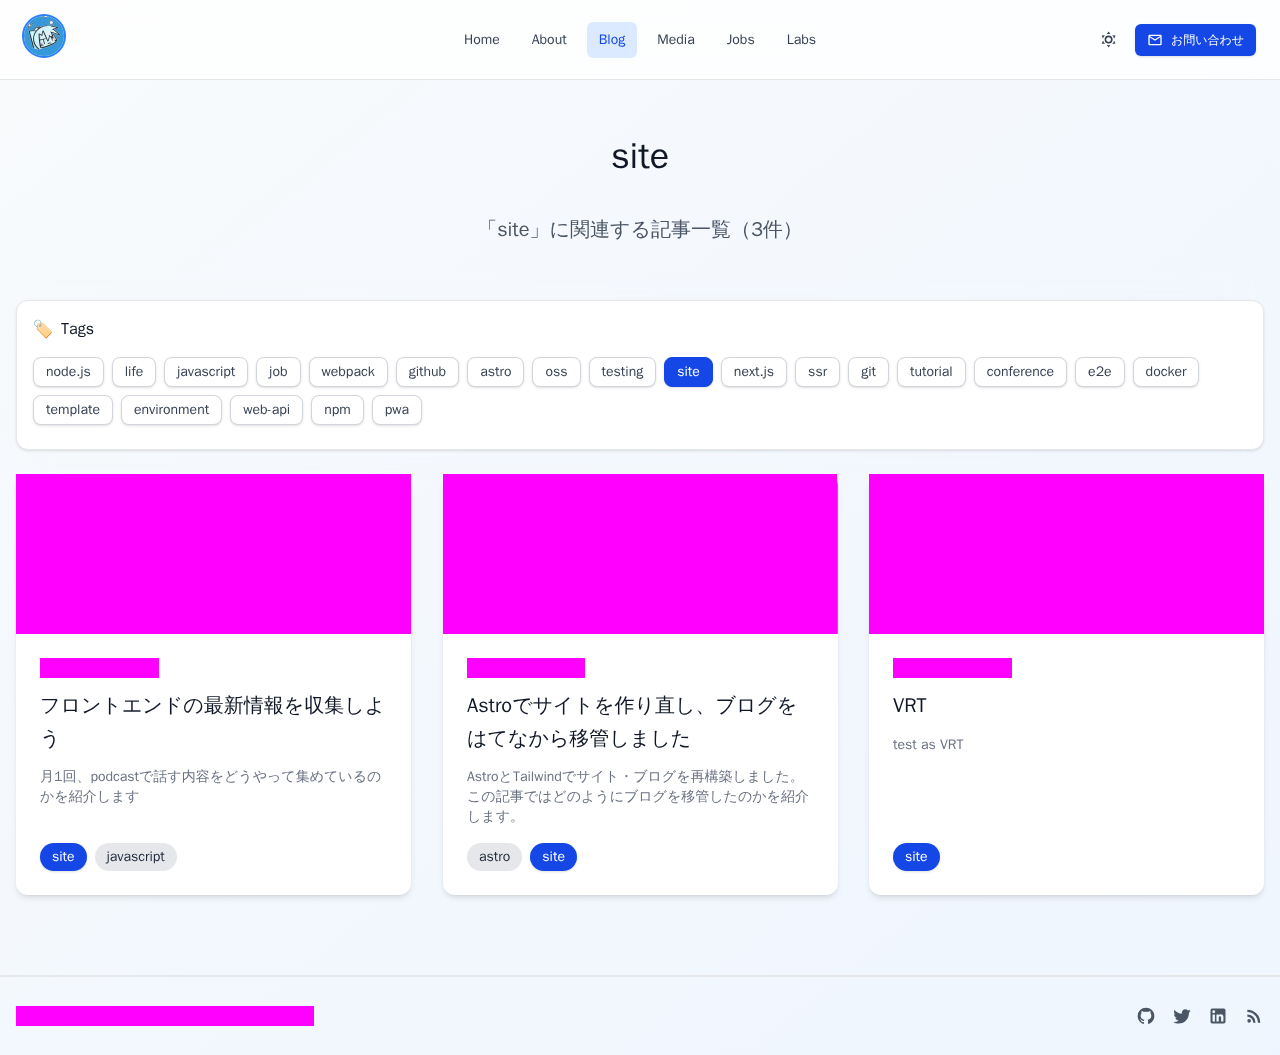 Home About Blog Media Jobs Labs お問い合わせ
site
「site」に関連する記事一覧（3件）
🏷️ Tags
node.js life javascript job webpack github astro oss testing site next.js ssr git tutorial conference e2e docker
template environment web-api npm pwa
フロントエンドの最新情報を収集しよ
う
月1回、podcastで話す内容をどうやって集めているの
かを紹介します
site javascript
Astroでサイトを作り直し、ブログを
はてなから移管しました
AstroとTailwindでサイト・ブログを再構築しました。
この記事ではどのようにブログを移管したのかを紹介
します。
astro site
VRT
test as VRT
site